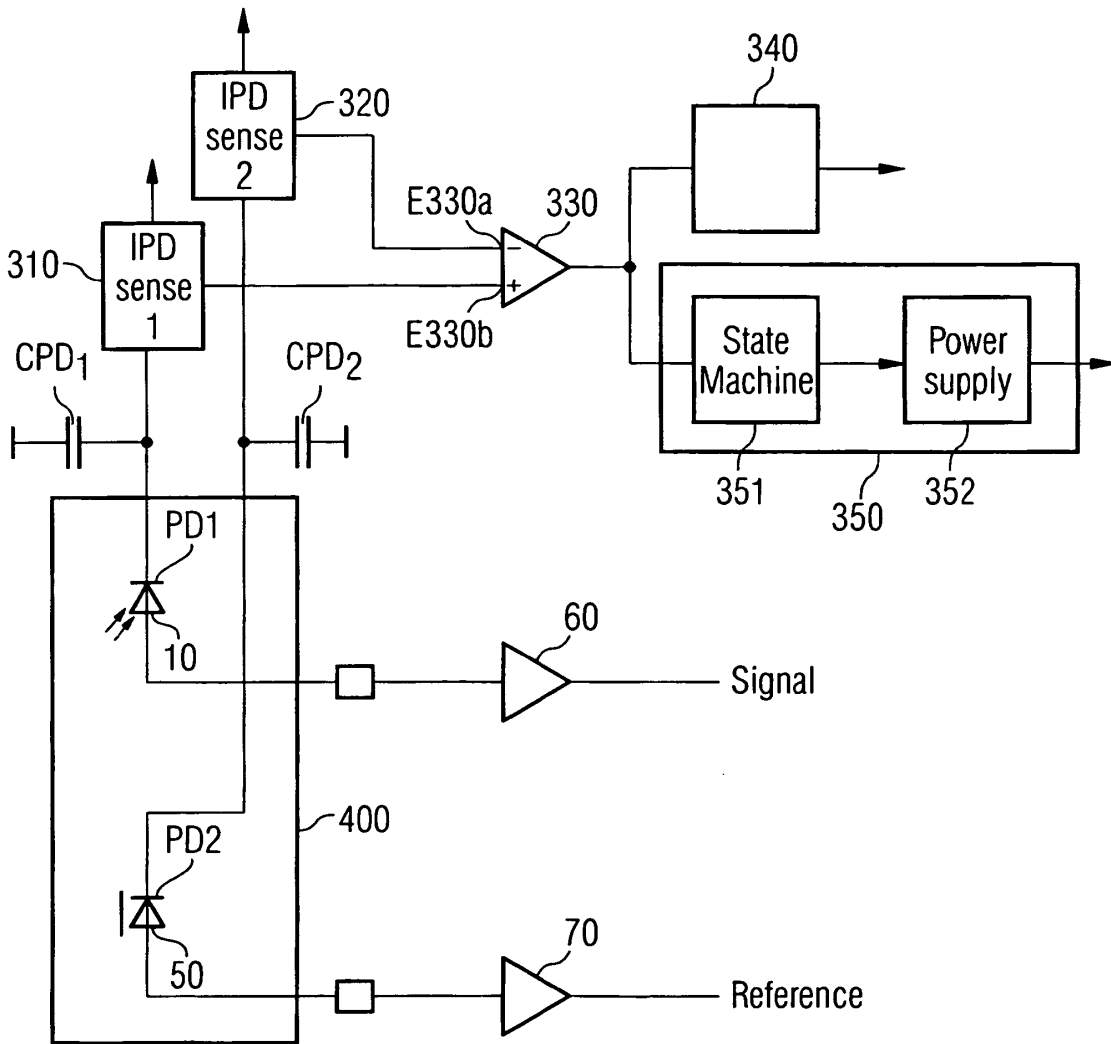 IPD
sense
2
320
340
IPD
sense
1
310
E330a
330
−
+
E330b
CPD1
CPD2
State
Machine
Power
supply
351
352
350
PD1
10
60
Signal
400
PD2
50
70
Reference